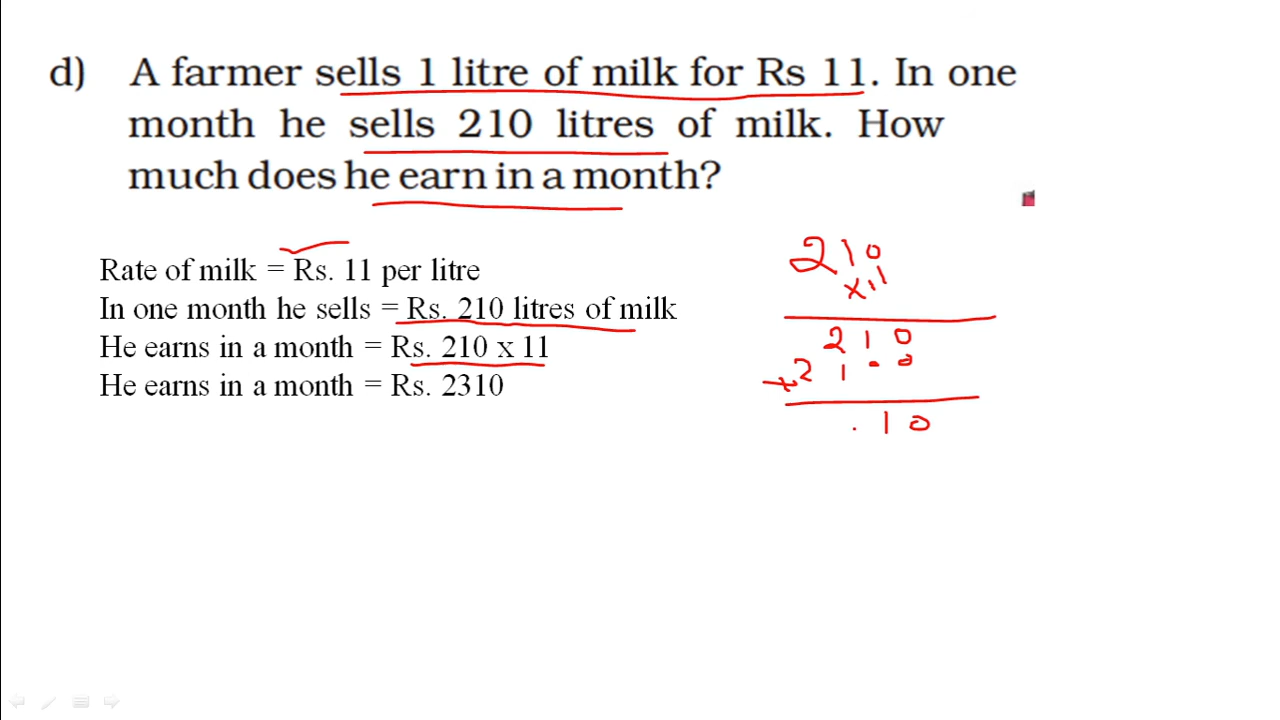 d) A farmer sells 1 litre of milk for Rs 11. In one
month he sells 210 litres of milk. How
much does he earn in a month?
Rate of milk = Rs. 11 per litre
In one month he sells = Rs. 210 litres of milk
He earns in a month = Rs. 210 x 11
He earns in a month = Rs. 2310
210
x11
210
x21 0
.10